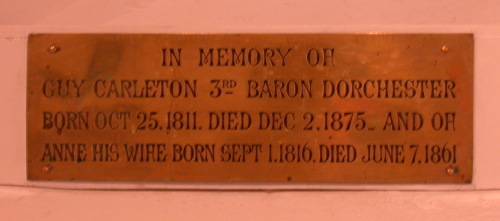 IN MEMORY OF
GUY CARLETON 3RD BARON DORCHESTER
BORN OCT 25.1811. DIED DEC 2.1875. AND OF
ANNE HIS WIFE BORN SEPT 1.1816. DIED JUNE 7.1861